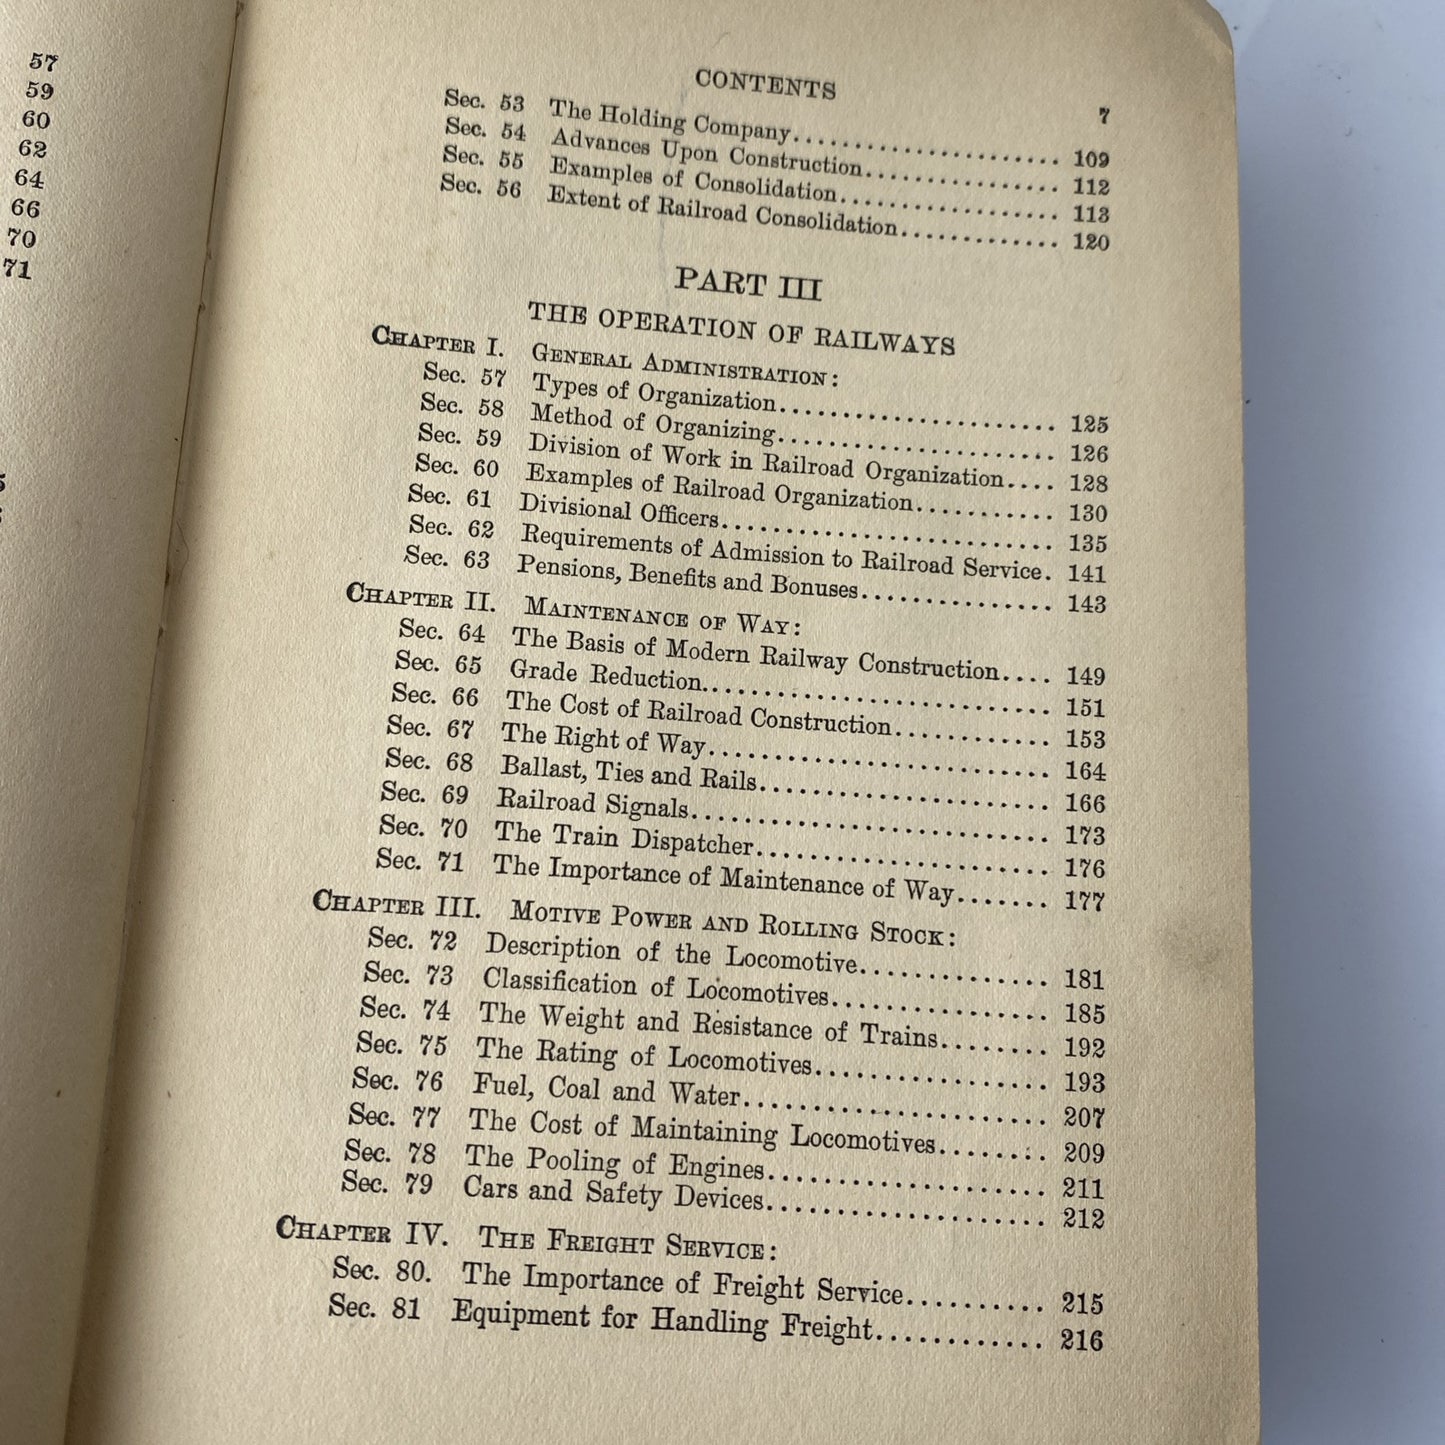 57
59
60
62
64
66
70
71
CONTENTS 7
Sec. 53 The Holding Company..................... 109
Sec. 54 Advances Upon Construction................ 112
Sec. 55 Examples of Consolidation.................. 113
Sec. 56 Extent of Railroad Consolidation............. 120
PART III
THE OPERATION OF RAILWAYS
CHAPTER I. GENERAL ADMINISTRATION:
Sec. 57 Types of Organization...................... 125
Sec. 58 Method of Organizing...................... 126
Sec. 59 Division of Work in Railroad Organization.... 128
Sec. 60 Examples of Railroad Organization........... 130
Sec. 61 Divisional Officers........................... 135
Sec. 62 Requirements of Admission to Railroad Service. 141
Sec. 63 Pensions, Benefits and Bonuses................ 143
CHAPTER II. MAINTENANCE OF WAY:
Sec. 64 The Basis of Modern Railway Construction.... 149
Sec. 65 Grade Reduction............................ 151
Sec. 66 The Cost of Railroad Construction............ 153
Sec. 67 The Right of Way........................... 164
Sec. 68 Ballast, Ties and Rails....................... 166
Sec. 69 Railroad Signals............................. 173
Sec. 70 The Train Dispatcher....................... 176
Sec. 71 The Importance of Maintenance of Way....... 177
CHAPTER III. MOTIVE POWER AND ROLLING STOCK:
Sec. 72 Description of the Locomotive.............. 181
Sec. 73 Classification of Locomotives................ 185
Sec. 74 The Weight and Resistance of Trains........ 192
Sec. 75 The Rating of Locomotives................. 193
Sec. 76 Fuel, Coal and Water....................... 207
Sec. 77 The Cost of Maintaining Locomotives........ 209
Sec. 78 The Pooling of Engines..................... 211
Sec. 79 Cars and Safety Devices..................... 212
CHAPTER IV. THE FREIGHT SERVICE:
Sec. 80. The Importance of Freight Service.......... 215
Sec. 81 Equipment for Handling Freight............ 216